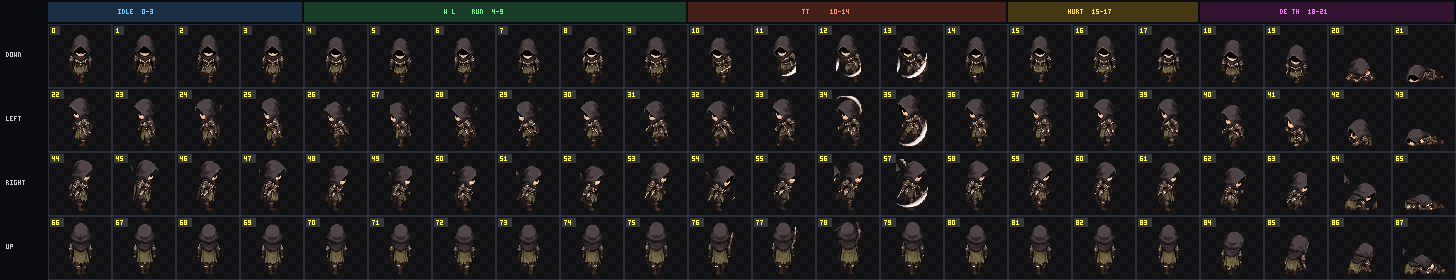 IDLE 0-3 W L RUN 4-9 TT 10-14 HURT 15-17 DE TH 18-21
0 1 2 3 4 5 6 7 8 9 10 11 12 13 14 15 16 17 18 19 20 21
DOWN
22 23 24 25 26 27 28 29 30 31 32 33 34 35 36 37 38 39 40 41 42 43
LEFT
44 45 46 47 48 49 50 51 52 53 54 55 56 57 58 59 60 61 62 63 64 65
RIGHT
66 67 68 69 70 71 72 73 74 75 76 77 78 79 80 81 82 83 84 85 86 87
UP